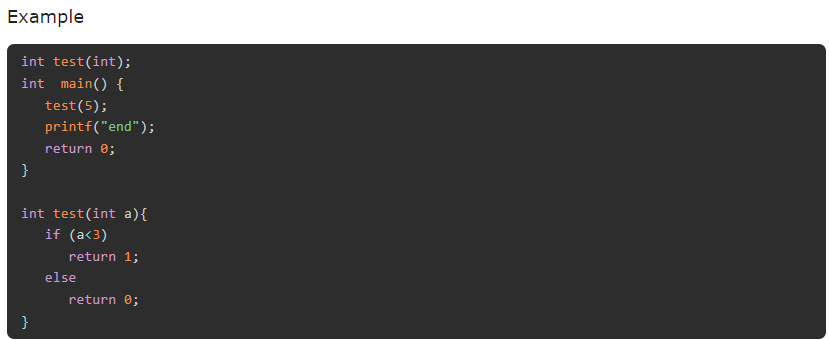 Example
int test(int);
int  main() {
   test(5);
   printf("end");
   return 0;
}
int test(int a){
   if (a<3)
      return 1;
   else
      return 0;
}